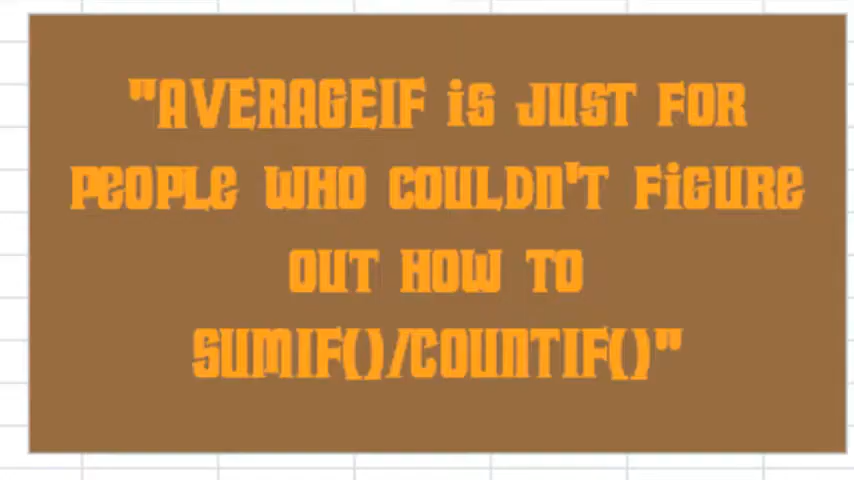 "AVERAGEIF iS JUST FOR
PEOPLE WHO COULDN'T FiGURE
OUT HOW TO
SUMIF()/COUNTIF()"